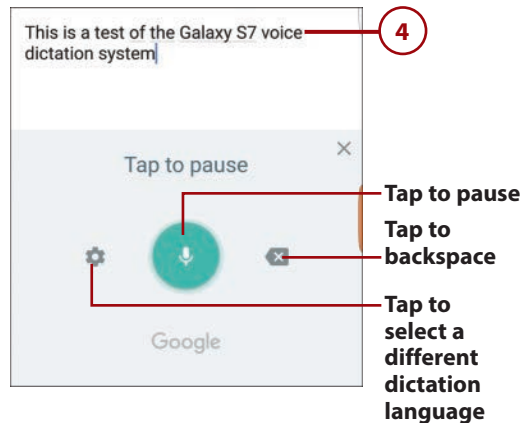 This is a test of the Galaxy S7 voice
dictation system
4
Tap to pause
Tap to pause
Tap to
backspace
Tap to
select a
different
dictation
language
Google